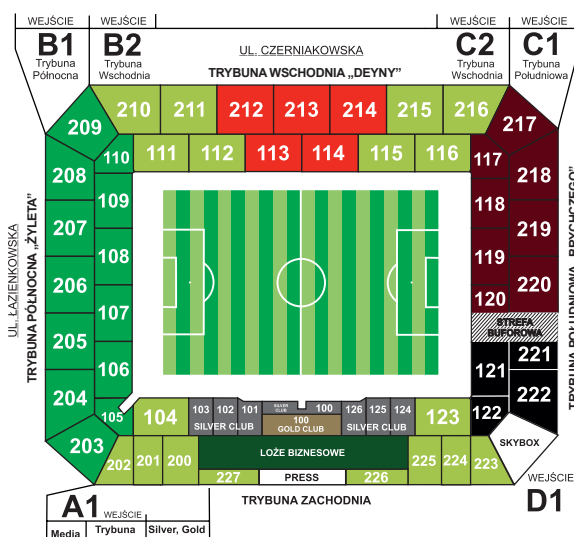 WEJŚCIE WEJŚCIE WEJŚCIE WEJŚCIE
B1 B2 C2 C1
UL. CZERNIAKOWSKA
Trybuna Północna
Trybuna Wschodnia
Trybuna Wschodnia
Trybuna Południowa
TRYBUNA WSCHODNIA „DEYNY”
210 211 212 213 214 215 216
209 217
110 111 112 113 114 115 116 117
208 109 118 218
207 108 119 219
206 107 120 220
UL. ŁAZIENKOWSKA
TRYBUNA PÓŁNOCNA „ŻYLETA”
TRYBUNA POŁUDNIOWA BRYCHCZEGO”
STREFA
BUFOROWA
205 106 121 221
204 105 122 222
104 103 102 101 SILVER CLUB 100 126 125 124 123
SILVER CLUB 100 GOLD CLUB SILVER CLUB
203 SKYBOX
202 201 200 LOŻE BIZNESOWE 225 224 223
227 PRESS 226
TRYBUNA ZACHODNIA
A1 WEJŚCIE
WEJŚCIE
D1
Media Trybuna Silver, Gold